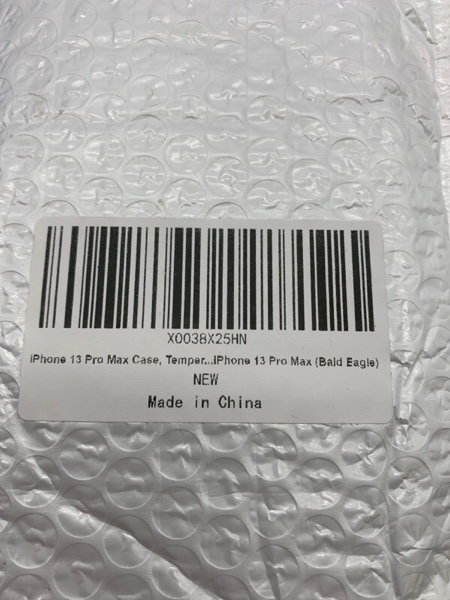 X0038X25HN
iPhone 13 Pro Max Case, Temper...iPhone 13 Pro Max (Bald Eagle)
NEW
Made in China